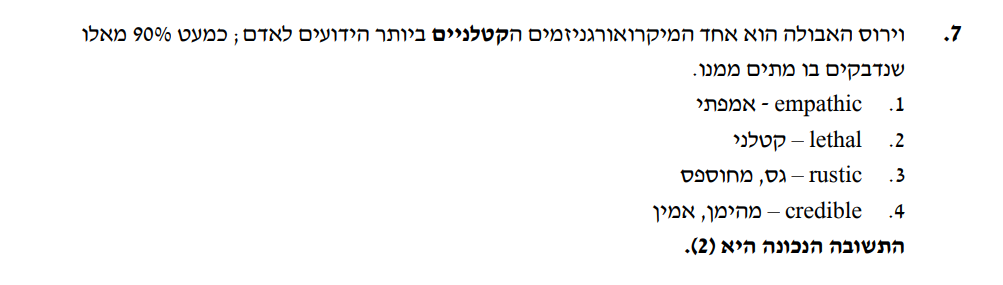 7. וירוס האבולה הוא אחד המיקרואורגניזמים הקטלניים ביותר הידועים לאדם; כמעט 90% מאלו
שנדבקים בו מתים ממנו.
1. empathic - אמפתי
2. lethal – קטלני
3. rustic – גס, מחוספס
4. credible – מהימן, אמין
התשובה הנכונה היא (2).